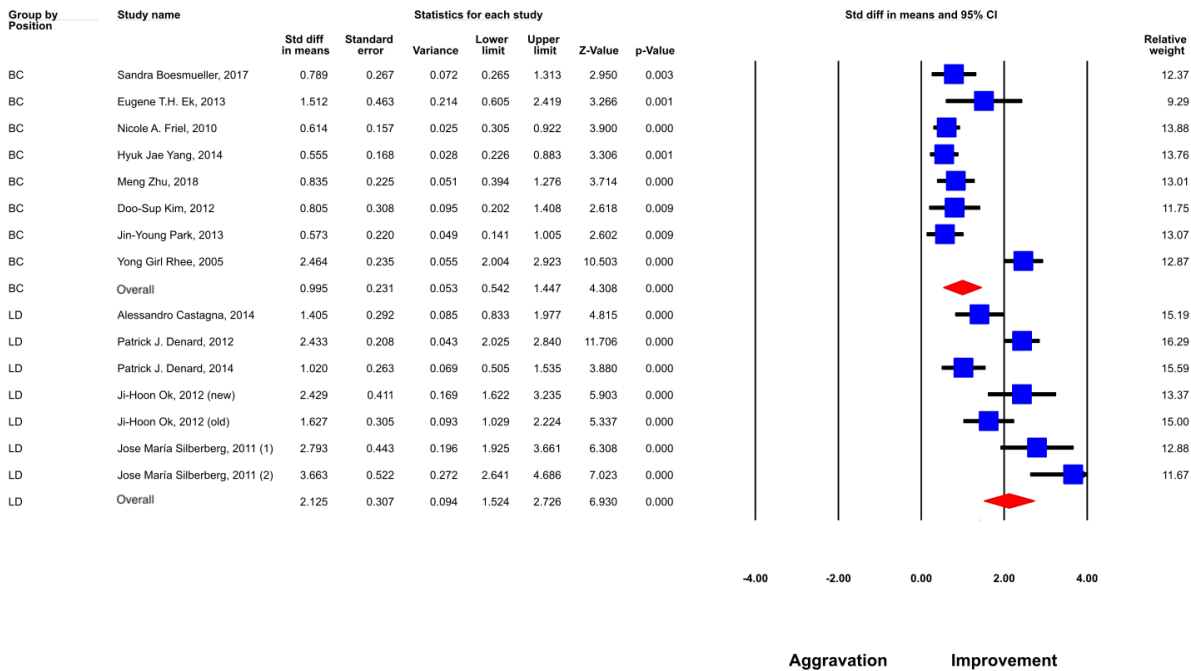 Group by Position Study name Statistics for each study Std diff in means and 95% CI
Std diff in means Standard error Variance Lower limit Upper limit Z-Value p-Value Relative weight
BC Sandra Boesmueller, 2017 0.789 0.267 0.072 0.265 1.313 2.950 0.003 12.37
BC Eugene T.H. Ek, 2013 1.512 0.463 0.214 0.605 2.419 3.266 0.001 9.29
BC Nicole A. Friel, 2010 0.614 0.157 0.025 0.305 0.922 3.900 0.000 13.88
BC Hyuk Jae Yang, 2014 0.555 0.168 0.028 0.226 0.883 3.306 0.001 13.76
BC Meng Zhu, 2018 0.835 0.225 0.051 0.394 1.276 3.714 0.000 13.01
BC Doo-Sup Kim, 2012 0.805 0.308 0.095 0.202 1.408 2.618 0.009 11.75
BC Jin-Young Park, 2013 0.573 0.220 0.049 0.141 1.005 2.602 0.009 13.07
BC Yong Girl Rhee, 2005 2.464 0.235 0.055 2.004 2.923 10.503 0.000 12.87
BC Overall 0.995 0.231 0.053 0.542 1.447 4.308 0.000
LD Alessandro Castagna, 2014 1.405 0.292 0.085 0.833 1.977 4.815 0.000 15.19
LD Patrick J. Denard, 2012 2.433 0.208 0.043 2.025 2.840 11.706 0.000 16.29
LD Patrick J. Denard, 2014 1.020 0.263 0.069 0.505 1.535 3.880 0.000 15.59
LD Ji-Hoon Ok, 2012 (new) 2.429 0.411 0.169 1.622 3.235 5.903 0.000 13.37
LD Ji-Hoon Ok, 2012 (old) 1.627 0.305 0.093 1.029 2.224 5.337 0.000 15.00
LD Jose María Silberberg, 2011 (1) 2.793 0.443 0.196 1.925 3.661 6.308 0.000 12.88
LD Jose María Silberberg, 2011 (2) 3.663 0.522 0.272 2.641 4.686 7.023 0.000 11.67
LD Overall 2.125 0.307 0.094 1.524 2.726 6.930 0.000
-4.00 -2.00 0.00 2.00 4.00
Aggravation Improvement